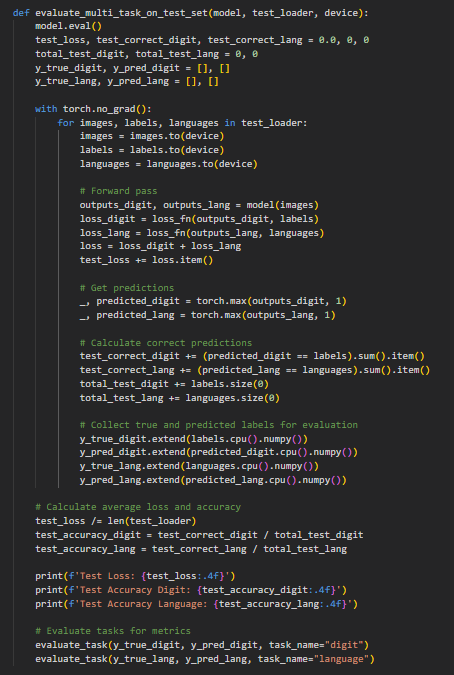 def evaluate_multi_task_on_test_set(model, test_loader, device):
    model.eval()
    test_loss, test_correct_digit, test_correct_lang = 0.0, 0, 0
    total_test_digit, total_test_lang = 0, 0
    y_true_digit, y_pred_digit = [], []
    y_true_lang, y_pred_lang = [], []

    with torch.no_grad():
        for images, labels, languages in test_loader:
            images = images.to(device)
            labels = labels.to(device)
            languages = languages.to(device)

            # Forward pass
            outputs_digit, outputs_lang = model(images)
            loss_digit = loss_fn(outputs_digit, labels)
            loss_lang = loss_fn(outputs_lang, languages)
            loss = loss_digit + loss_lang
            test_loss += loss.item()

            # Get predictions
            _, predicted_digit = torch.max(outputs_digit, 1)
            _, predicted_lang = torch.max(outputs_lang, 1)

            # Calculate correct predictions
            test_correct_digit += (predicted_digit == labels).sum().item()
            test_correct_lang += (predicted_lang == languages).sum().item()
            total_test_digit += labels.size(0)
            total_test_lang += languages.size(0)

            # Collect true and predicted labels for evaluation
            y_true_digit.extend(labels.cpu().numpy())
            y_pred_digit.extend(predicted_digit.cpu().numpy())
            y_true_lang.extend(languages.cpu().numpy())
            y_pred_lang.extend(predicted_lang.cpu().numpy())

    # Calculate average loss and accuracy
    test_loss /= len(test_loader)
    test_accuracy_digit = test_correct_digit / total_test_digit
    test_accuracy_lang = test_correct_lang / total_test_lang

    print(f'Test Loss: {test_loss:.4f}')
    print(f'Test Accuracy Digit: {test_accuracy_digit:.4f}')
    print(f'Test Accuracy Language: {test_accuracy_lang:.4f}')

    # Evaluate tasks for metrics
    evaluate_task(y_true_digit, y_pred_digit, task_name="digit")
    evaluate_task(y_true_lang, y_pred_lang, task_name="language")